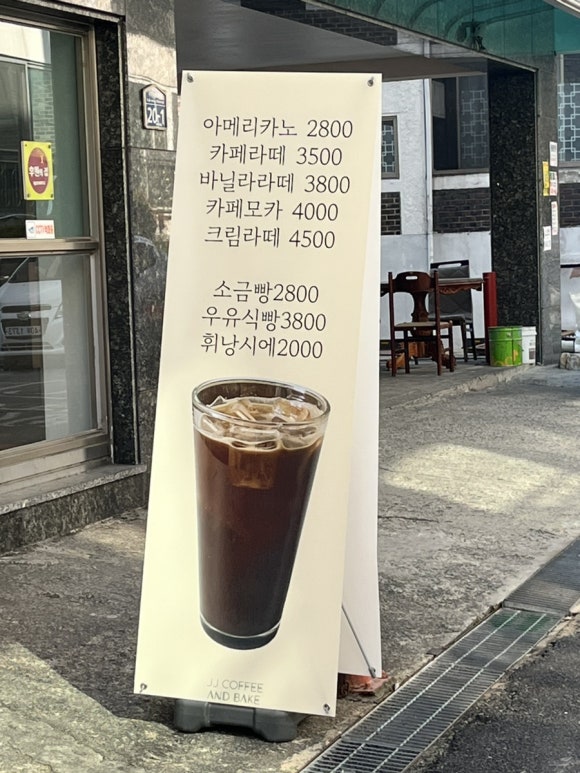 아메리카노 2800
카페라떼 3500
바닐라라떼 3800
카페모카 4000
크림라떼 4500
소금빵2800
우유식빵3800
휘낭시에2000
JJ COFFEE
AND BAKE
20-1